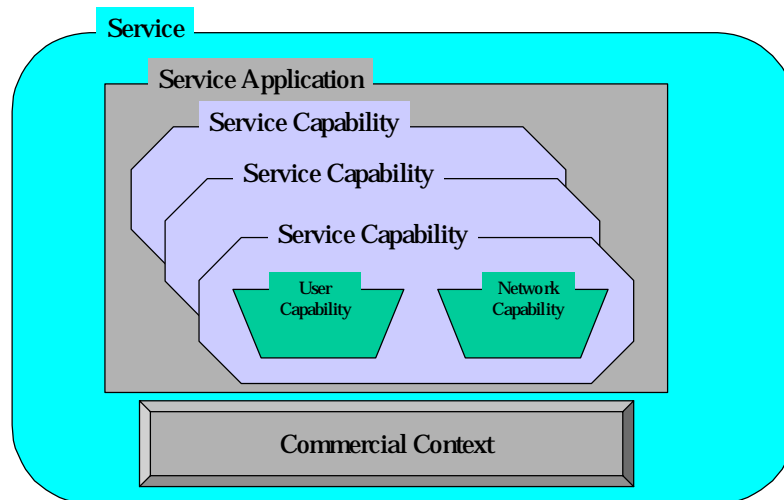 Service
Service Application
Service Capability
Service Capability
Service Capability
User
Capability
Network
Capability
Commercial Context